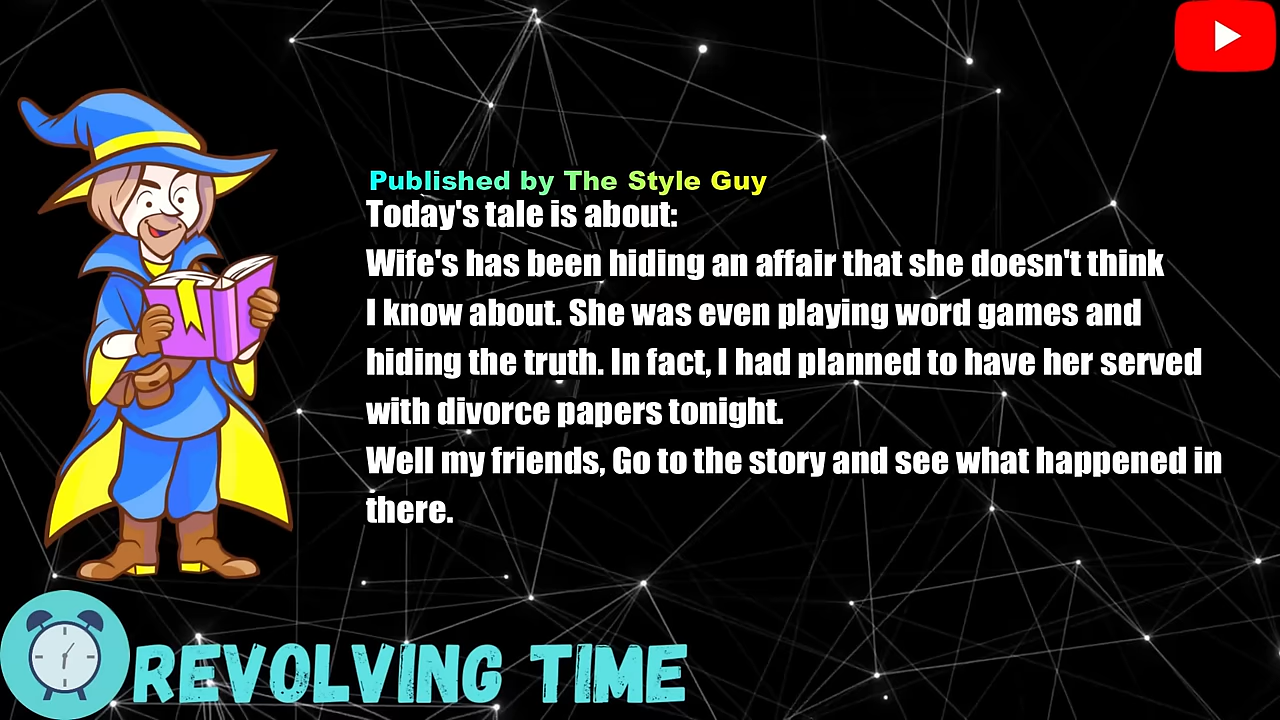 Published by The Style Guy
Today's tale is about:
Wife's has been hiding an affair that she doesn't think
I know about. She was even playing word games and
hiding the truth. In fact, I had planned to have her served
with divorce papers tonight.
Well my friends, Go to the story and see what happened in
there.
REVOLVING TIME